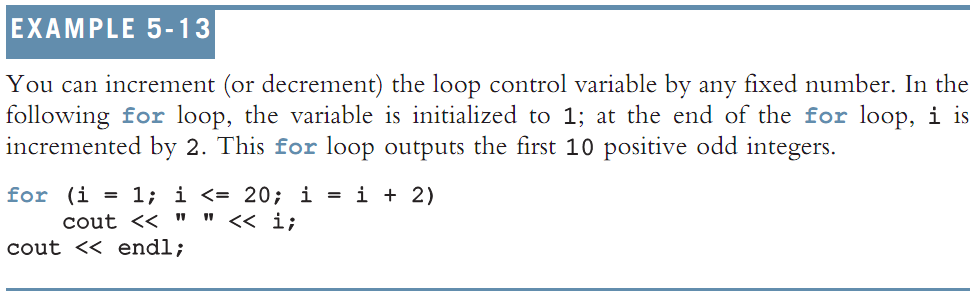 EXAMPLE 5-13
You can increment (or decrement) the loop control variable by any fixed number. In the
following for loop, the variable is initialized to 1; at the end of the for loop, i is
incremented by 2. This for loop outputs the first 10 positive odd integers.
for (i = 1; i <= 20; i = i + 2)
    cout << " " << i;
cout << endl;